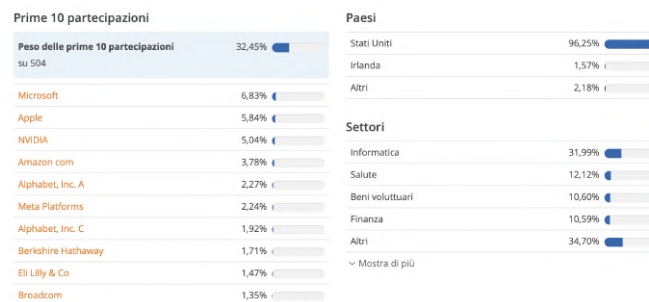 Prime 10 partecipazioni
Peso delle prime 10 partecipazioni 32,45%
su 504
Microsoft 6,83%
Apple 5,84%
NVIDIA 5,04%
Amazon com 3,78%
Alphabet, Inc. A 2,27%
Meta Platforms 2,24%
Alphabet, Inc. C 1,92%
Berkshire Hathaway 1,71%
Eli Lilly & Co 1,47%
Broadcom 1,35%
Paesi
Stati Uniti 96,25%
Irlanda 1,57%
Altri 2,18%
Settori
Informatica 31,99%
Salute 12,12%
Beni voluttuari 10,60%
Finanza 10,59%
Altri 34,70%
Mostra di più